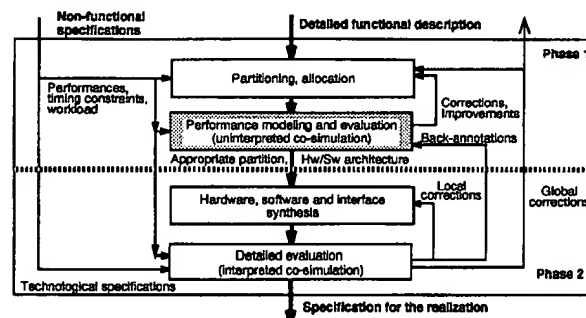 Non-functional
specifications
Detailed functional description
Phase 1
Partitioning, allocation
Performances,
timing constraints,
workload
Corrections,
Improvements
Performance modeling and evaluation
(uninterpreted co-simulation)
Back-annotations
Appropriate partition, Hw/Sw architecture
Hardware, software and interface
synthesis
Local
corrections
Global
corrections
Detailed evaluation
(interpreted co-simulation)
Technological specifications
Phase 2
Specification for the realization